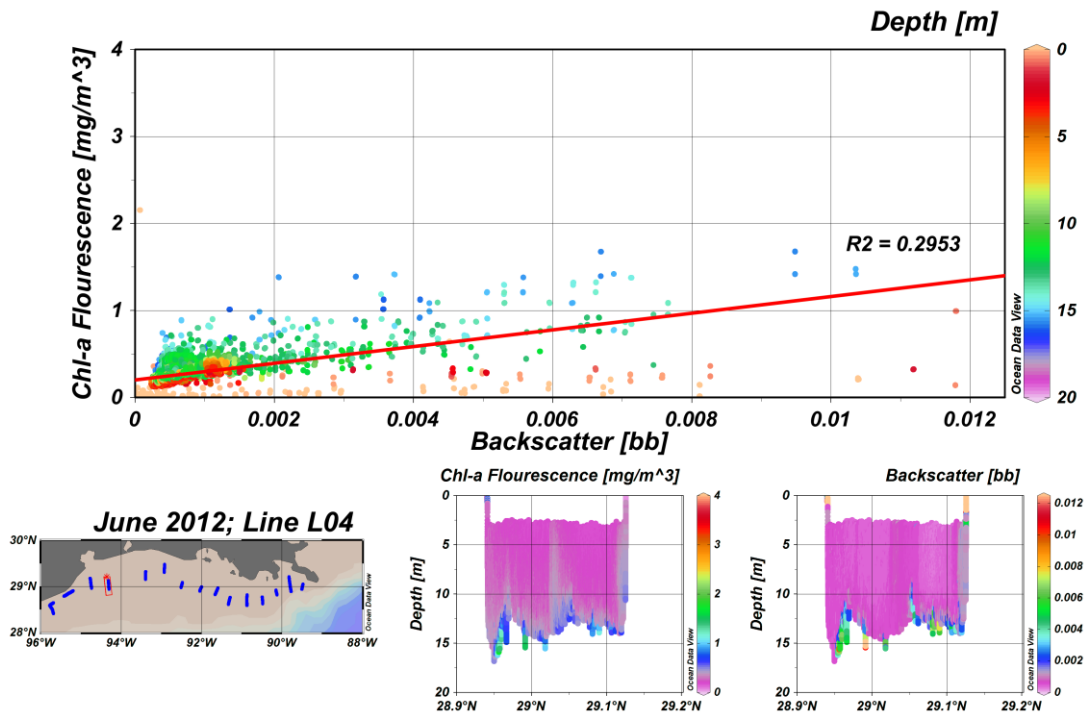 Depth [m]
Chl-a Flourescence [mg/m^3]
4
3
2
1
0
R2 = 0.2953
0
5
10
15
20
Ocean Data View
0 0.002 0.004 0.006 0.008 0.01 0.012
Backscatter [bb]
June 2012; Line L04
30°N
29°N
28°N
96°W 94°W 92°W 90°W 88°W
Ocean Data View
Chl-a Flourescence [mg/m^3]
Depth [m]
0
5
10
15
20
28.9°N 29°N 29.1°N 29.2°N
Ocean Data View
4
3
2
1
0
Backscatter [bb]
Depth [m]
0
5
10
15
20
28.9°N 29°N 29.1°N 29.2°N
Ocean Data View
0.012
0.01
0.008
0.006
0.004
0.002
0